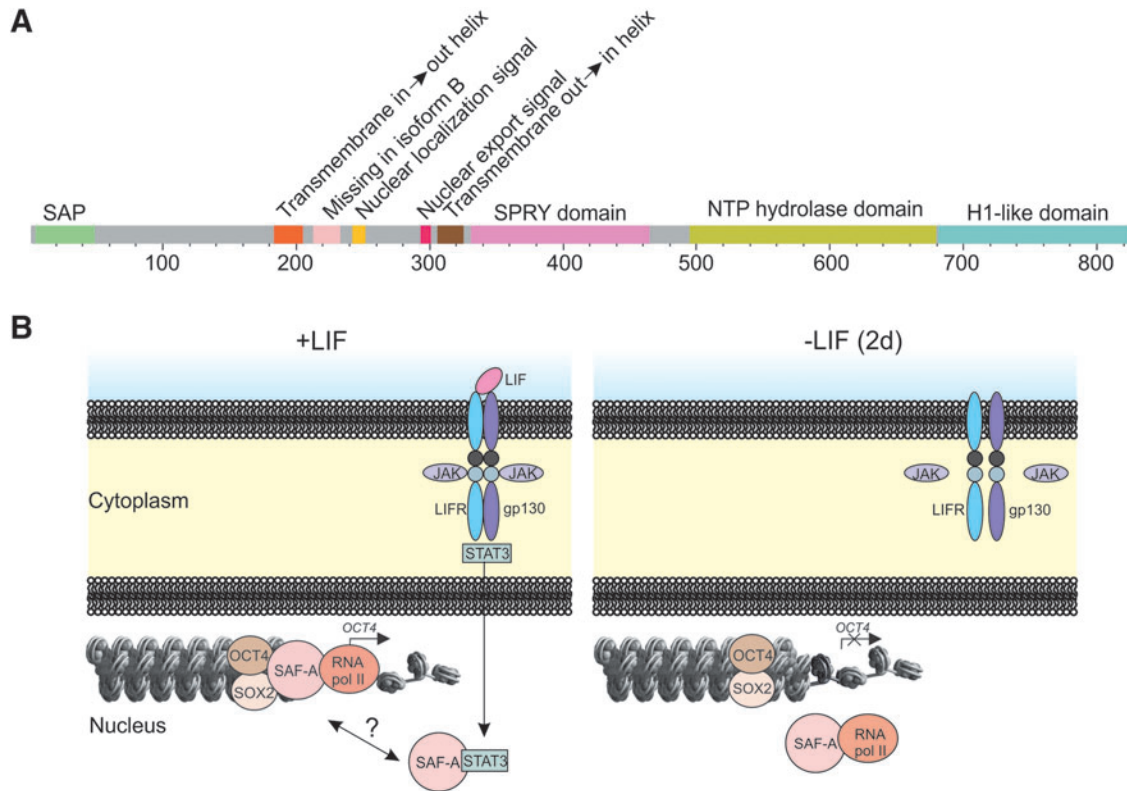 A
Transmembrane in → out helix
Missing in isoform B
Nuclear localization signal
Nuclear export signal
Transmembrane out → in helix
SAP
SPRY domain
NTP hydrolase domain
H1-like domain
100 200 300 400 500 600 700 800
B
+LIF
LIF
JAK JAK
Cytoplasm
LIFR gp130
STAT3
OCT4
OCT4
SOX2
SAF-A
RNA
pol II
Nucleus
?
SAF-A STAT3
-LIF (2d)
JAK JAK
LIFR gp130
OCT4
OCT4
SOX2
SAF-A
RNA
pol II